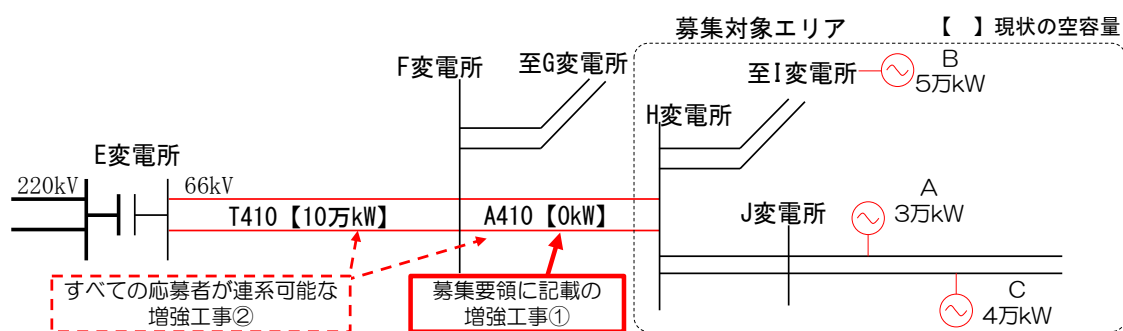 募集対象エリア
【　】現状の空容量
F変電所
至G変電所
至I変電所
B
5万kW
H変電所
E変電所
220kV
66kV
T410【10万kW】
A410【0kW】
J変電所
A
3万kW
すべての応募者が連系可能な
増強工事②
募集要領に記載の
増強工事①
C
4万kW